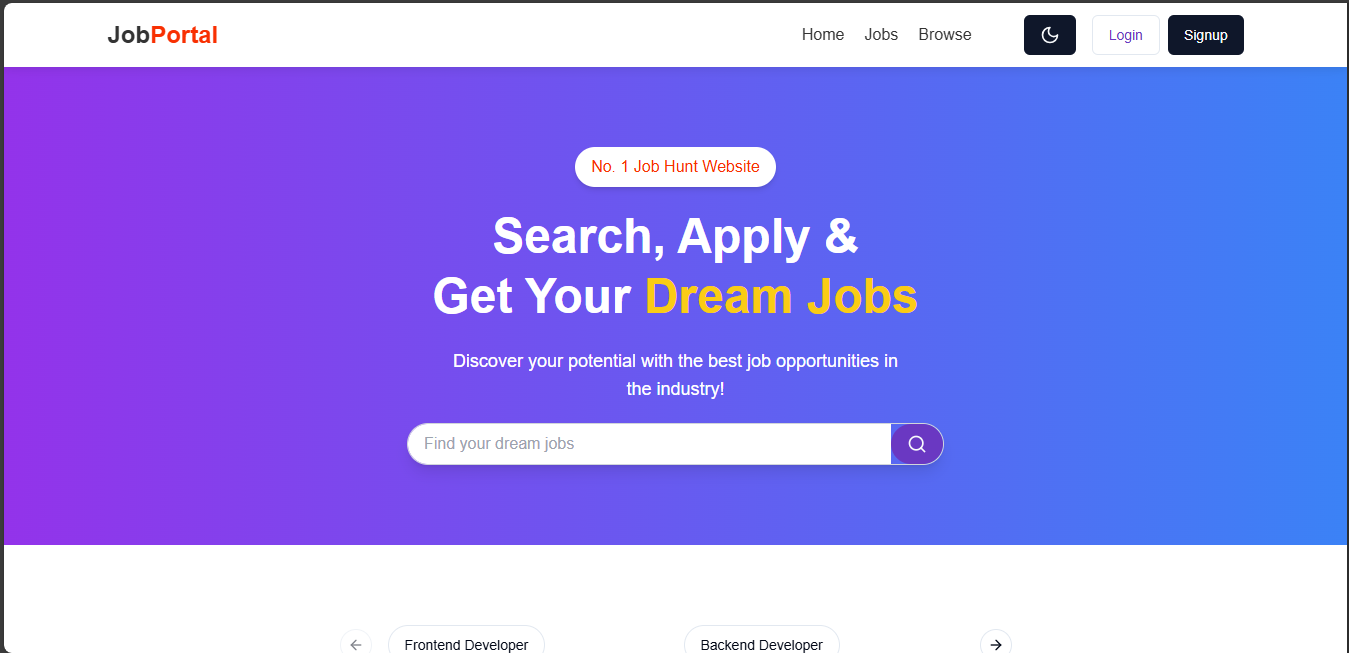 JobPortal
Home Jobs Browse Login Signup
No. 1 Job Hunt Website
Search, Apply &
Get Your Dream Jobs
Discover your potential with the best job opportunities in
the industry!
Find your dream jobs
Frontend Developer Backend Developer